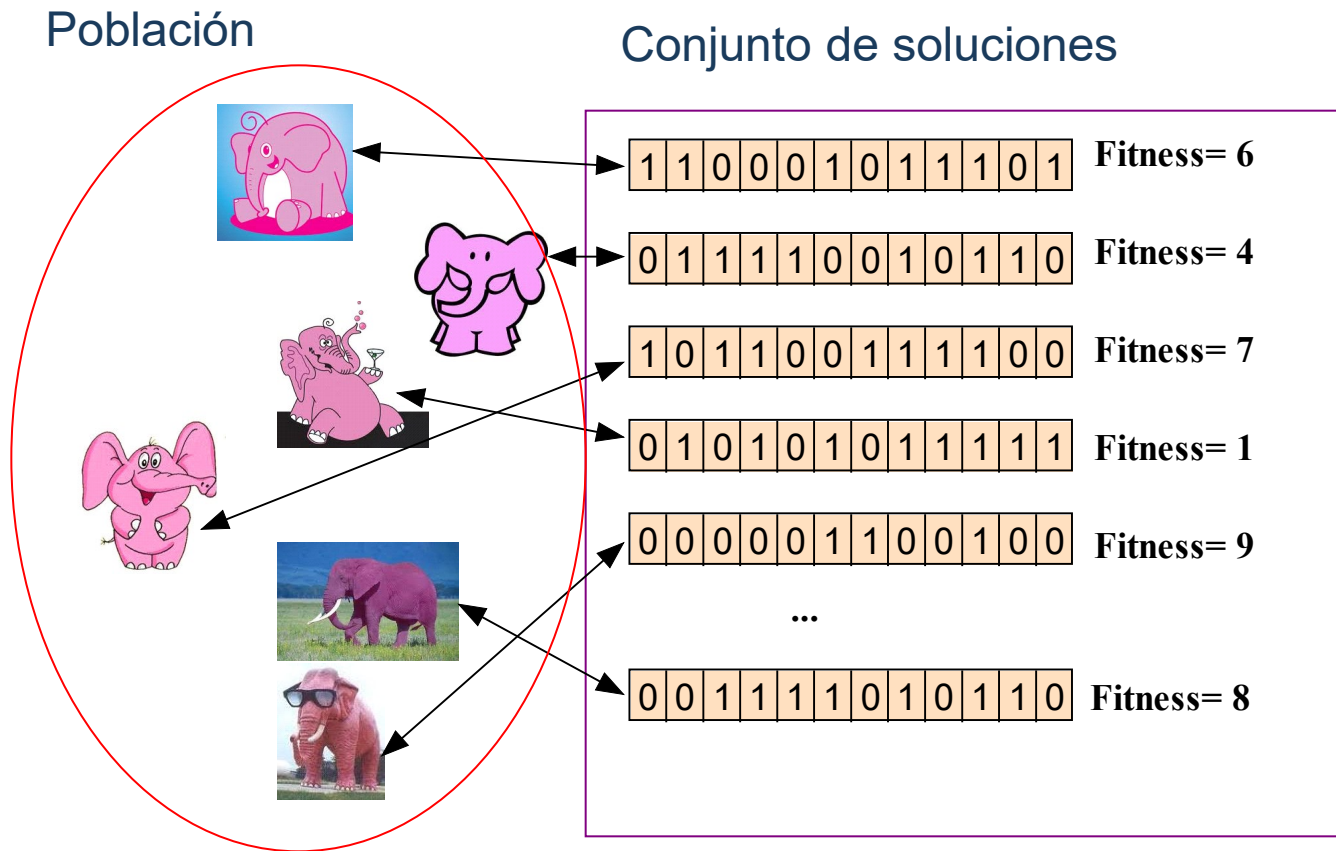 Población
Conjunto de soluciones
1 1 0 0 0 1 0 1 1 1 0 1 Fitness= 6
0 1 1 1 1 0 0 1 0 1 1 0 Fitness= 4
1 0 1 1 0 0 1 1 1 1 0 0 Fitness= 7
0 1 0 1 0 1 0 1 1 1 1 1 Fitness= 1
0 0 0 0 0 1 1 0 0 1 0 0 Fitness= 9
...
0 0 1 1 1 1 0 1 0 1 1 0 Fitness= 8